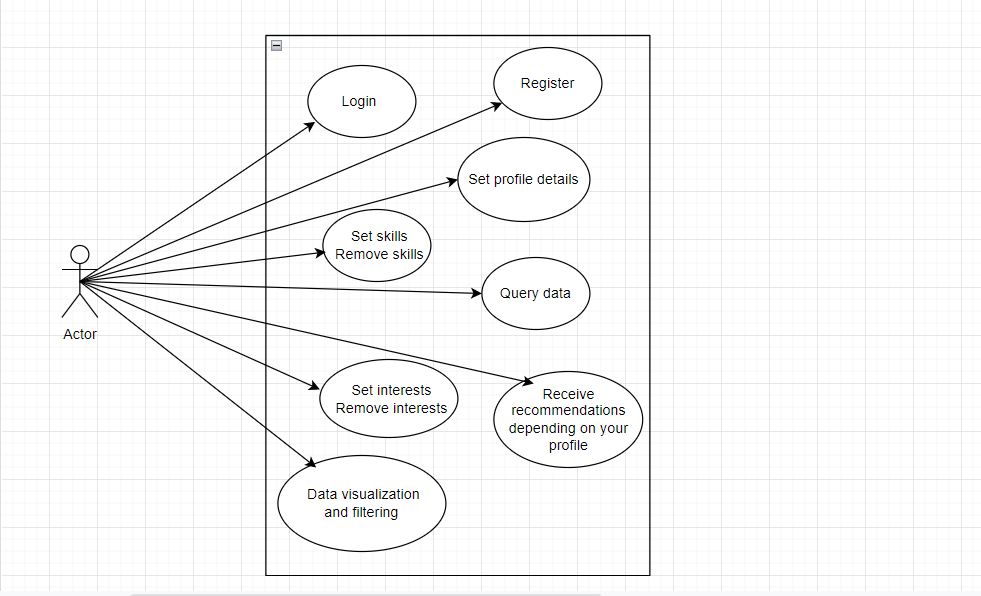 Login
Register
Set profile details
Set skills
Remove skills
Query data
Actor
Set interests
Remove interests
Receive
recommendations
depending on your
profile
Data visualization
and filtering